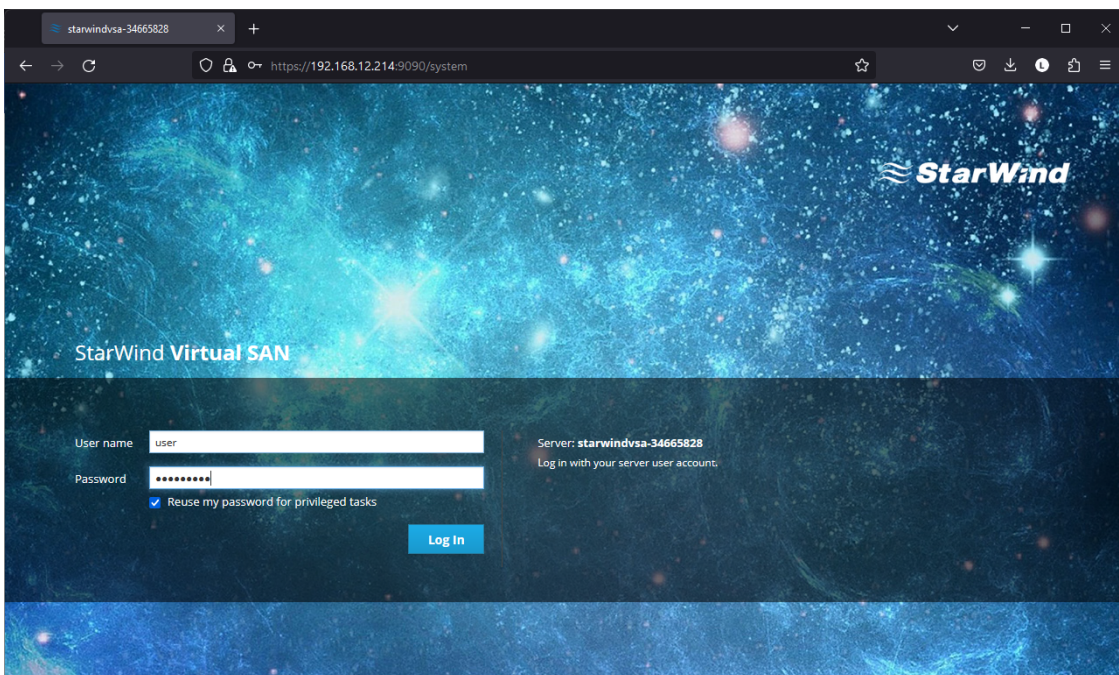 starwindvsa-34665828
https://192.168.12.214:9090/system
L
StarWind
StarWind Virtual SAN
User name
user
Server: starwindvsa-34665828
Log in with your server user account.
Password
•••••••••
Reuse my password for privileged tasks
Log In